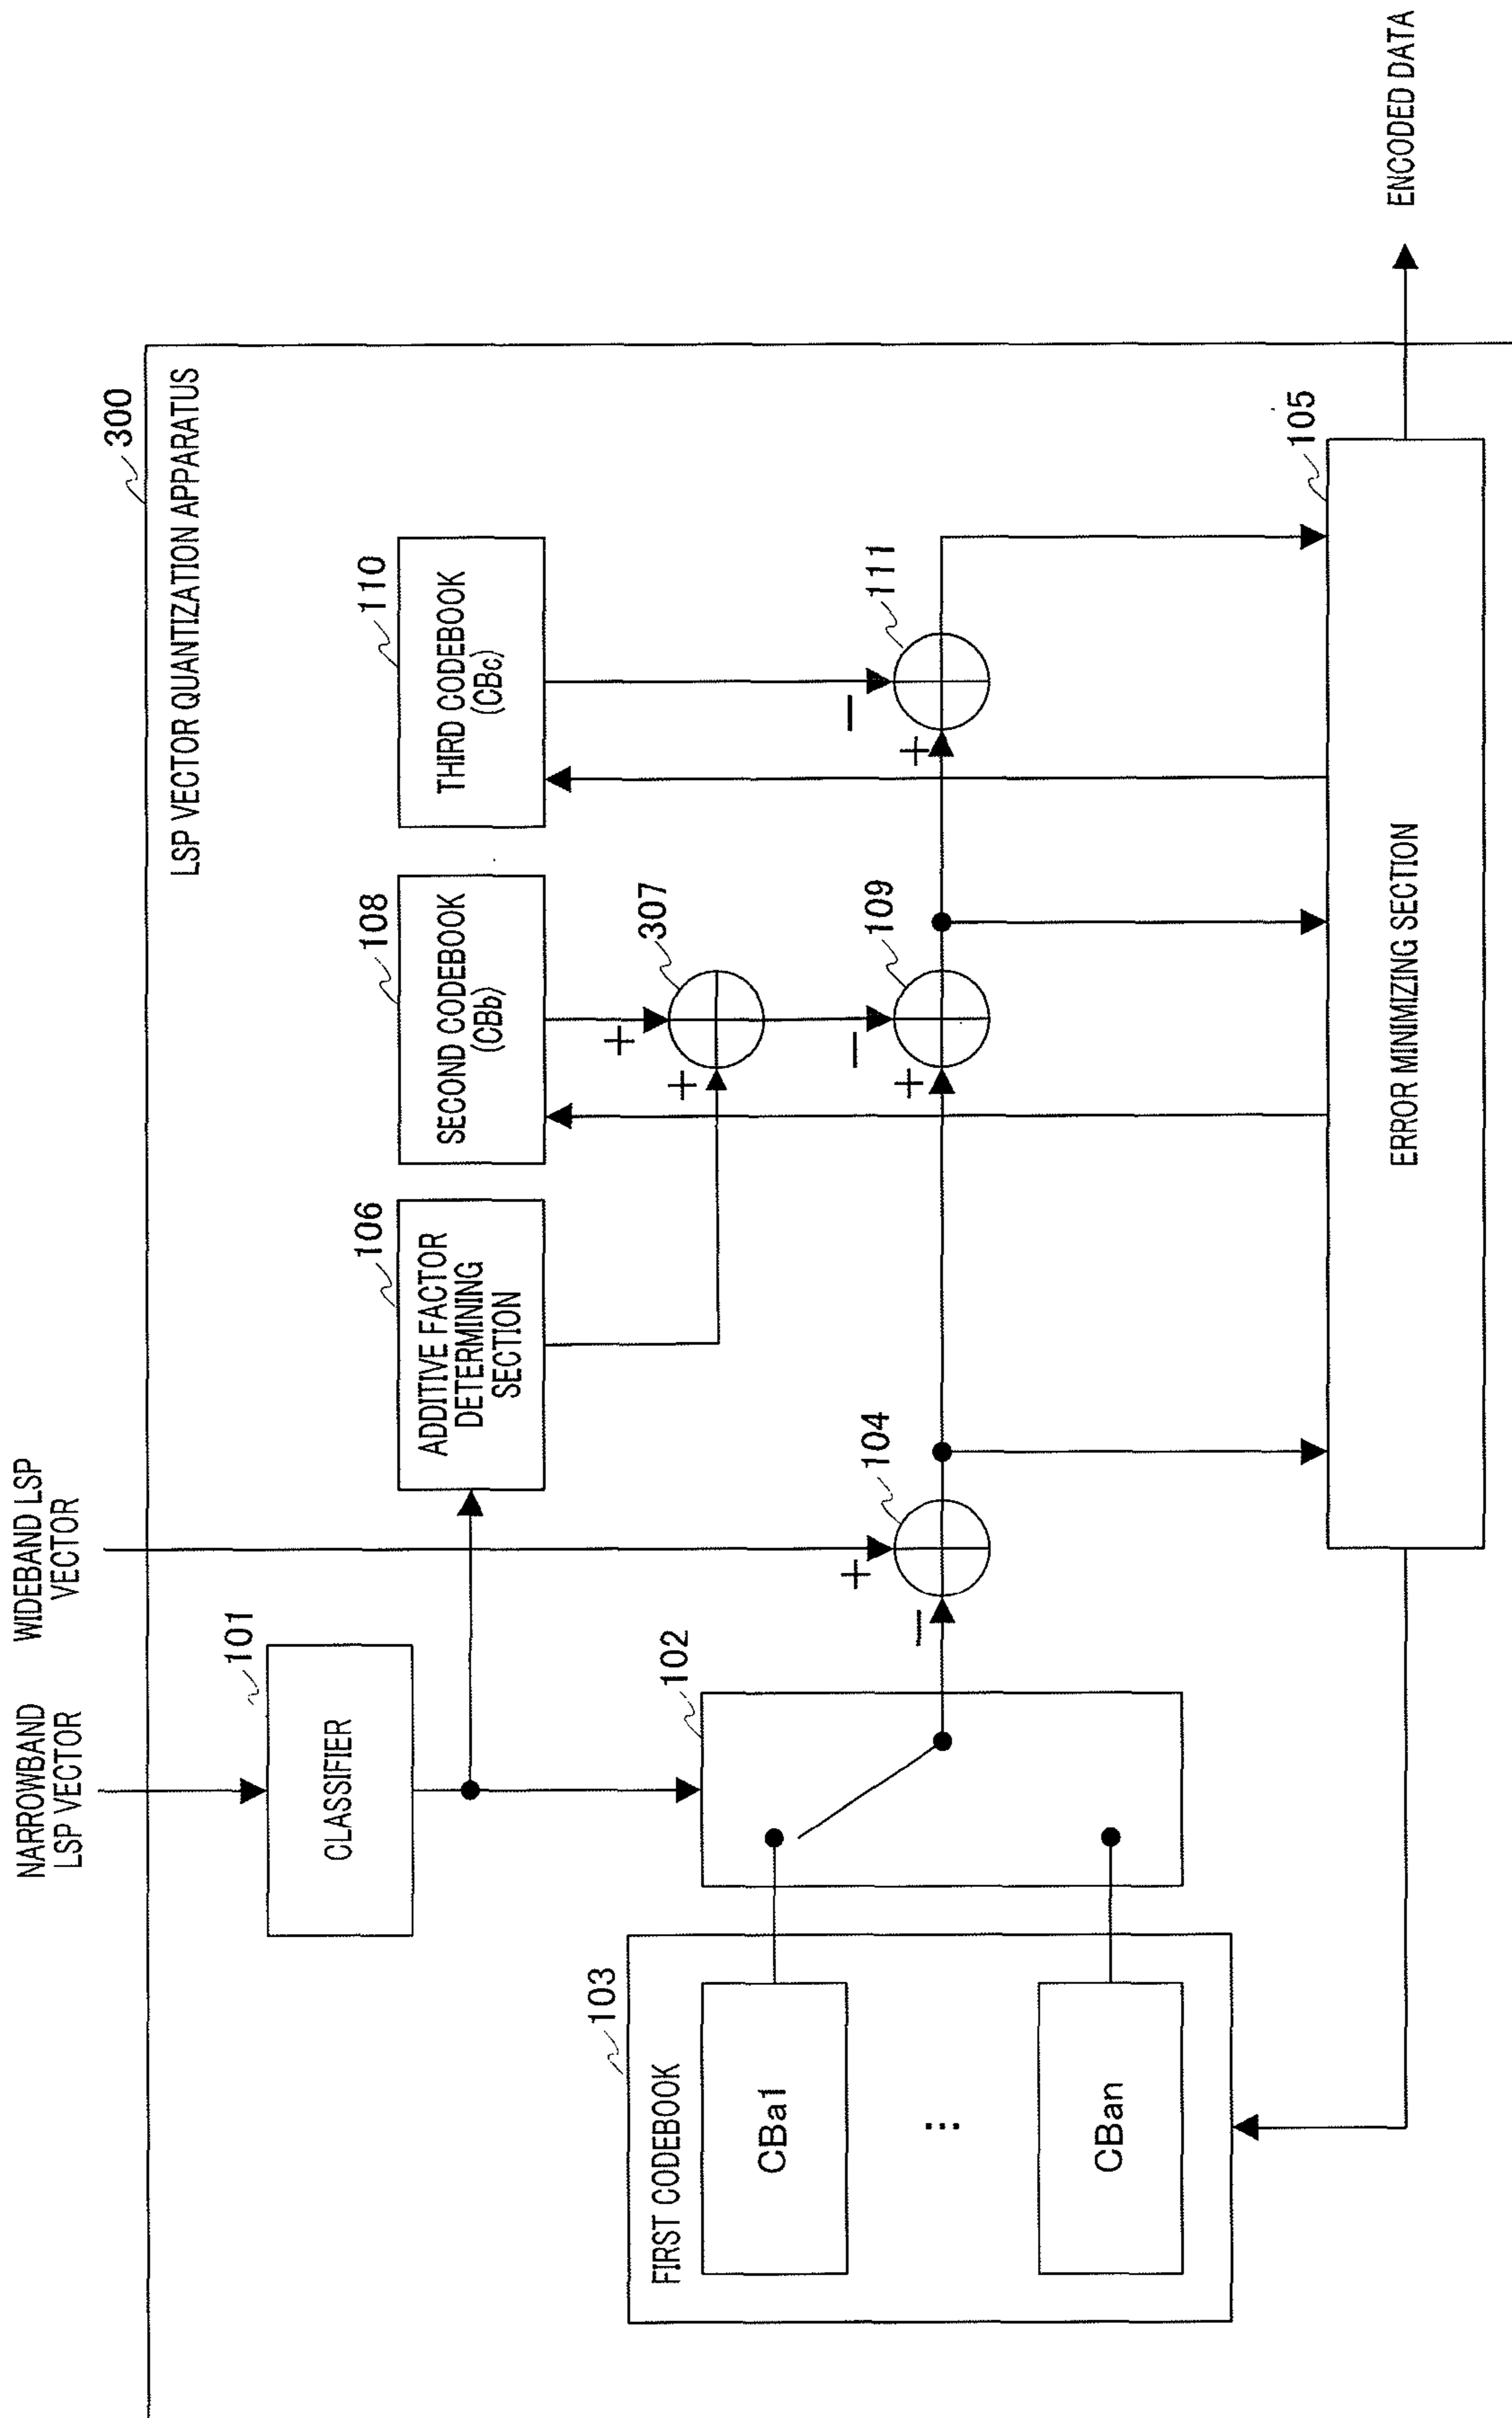 300
LSP VECTOR QUANTIZATION APPARATUS
NARROWBAND
LSP VECTOR
WIDEBAND LSP
VECTOR
101
CLASSIFIER
106
ADDITIVE FACTOR
DETERMINING
SECTION
108
SECOND CODEBOOK
(CBb)
110
THIRD CODEBOOK
(CBc)
+
+
307
103
FIRST CODEBOOK
CBa1
...
CBan
102
−
+
104
+
−
109
+
−
111
105
ERROR MINIMIZING SECTION
ENCODED DATA